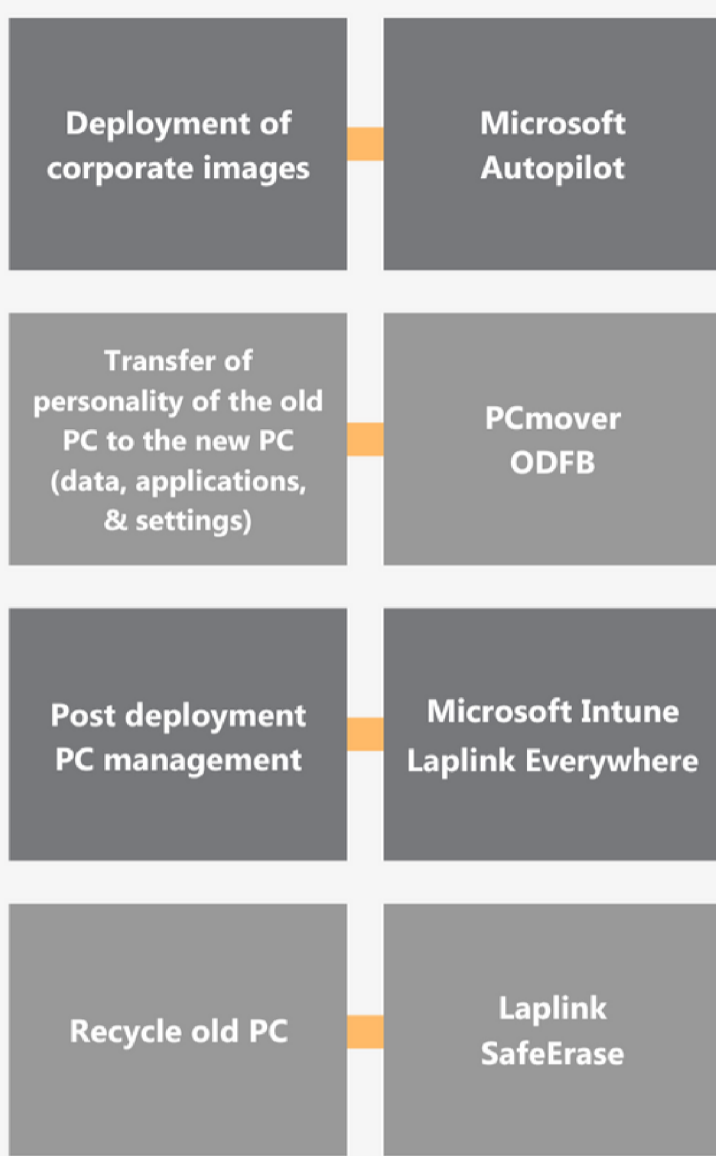 Deployment of
corporate images
Microsoft
Autopilot
Transfer of
personality of the old
PC to the new PC
(data, applications,
& settings)
PCmover
ODFB
Post deployment
PC management
Microsoft Intune
Laplink Everywhere
Recycle old PC
Laplink
SafeErase